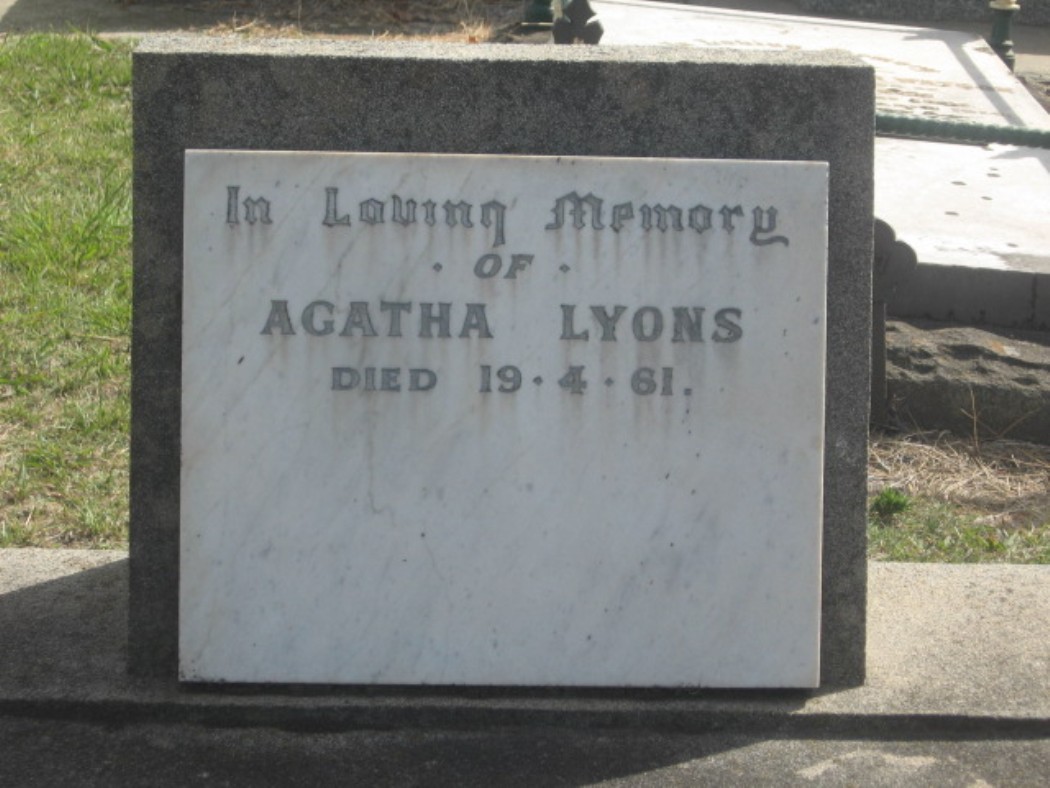 In Loving Memory
· OF ·
AGATHA LYONS
DIED 19·4·61.